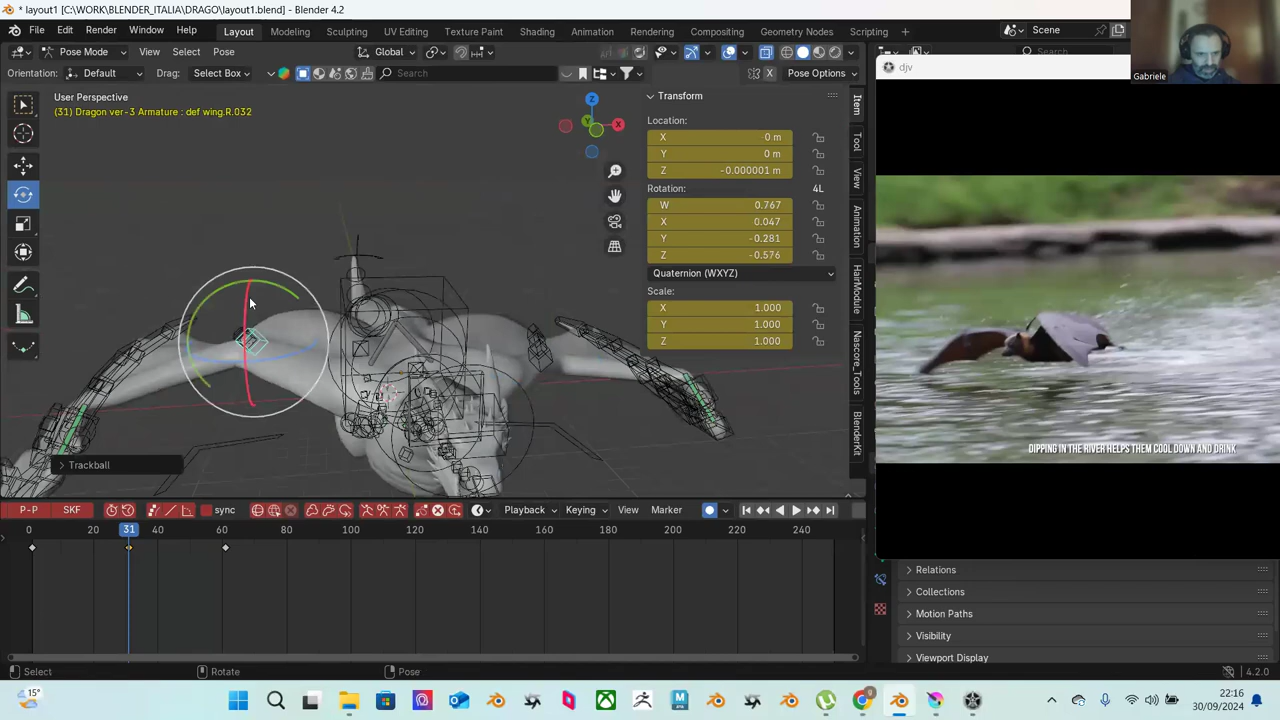 layout1 [C:\WORK\BLENDER_ITALIA\DRAGO\layout1.blend] * - Blender 4.2
File Edit Render Window Help Layout Modeling Sculpting UV Editing Texture Paint Shading Animation Rendering Compositing Geometry Nodes Scripting + Scene
Pose Mode View Select Pose Global Search
Orientation: Default Drag: Select Box Search Pose Options djv Gabriele
User Perspective
(31) Dragon ver-3 Armature : def wing.R.032
Z
Y
X
Transform
Location:
X 0 m
Y 0 m
Z -0.000001 m
Rotation: 4L
W 0.767
X 0.047
Y -0.281
Z -0.576
Quaternion (WXYZ)
Scale:
X 1.000
Y 1.000
Z 1.000
Item
Tool
View
Animation
HairModule
Nascore_Tools
BlenderKit
DIPPING IN THE RIVER HELPS THEM COOL DOWN AND DRINK
Trackball
P-P SKF sync Playback Keying View Marker
0 20 31 40 60 80 100 120 140 160 180 200 220 240
Relations
Collections
Motion Paths
Visibility
Viewport Display
Select Rotate Pose 4.2.0
15°
9
22:16
30/09/2024